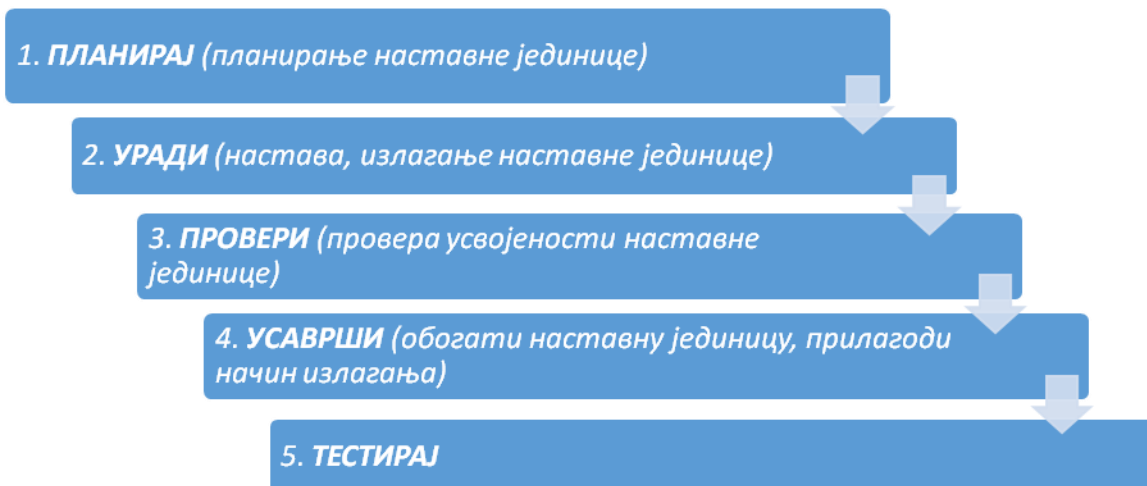 1. ПЛАНИРАЈ (планирање наставне јединице)
2. УРАДИ (настава, излагање наставне јединице)
3. ПРОВЕРИ (провера усвојености наставне
јединице)
4. УСАВРШИ (обогати наставну јединицу, прилагоди
начин излагања)
5. ТЕСТИРАЈ